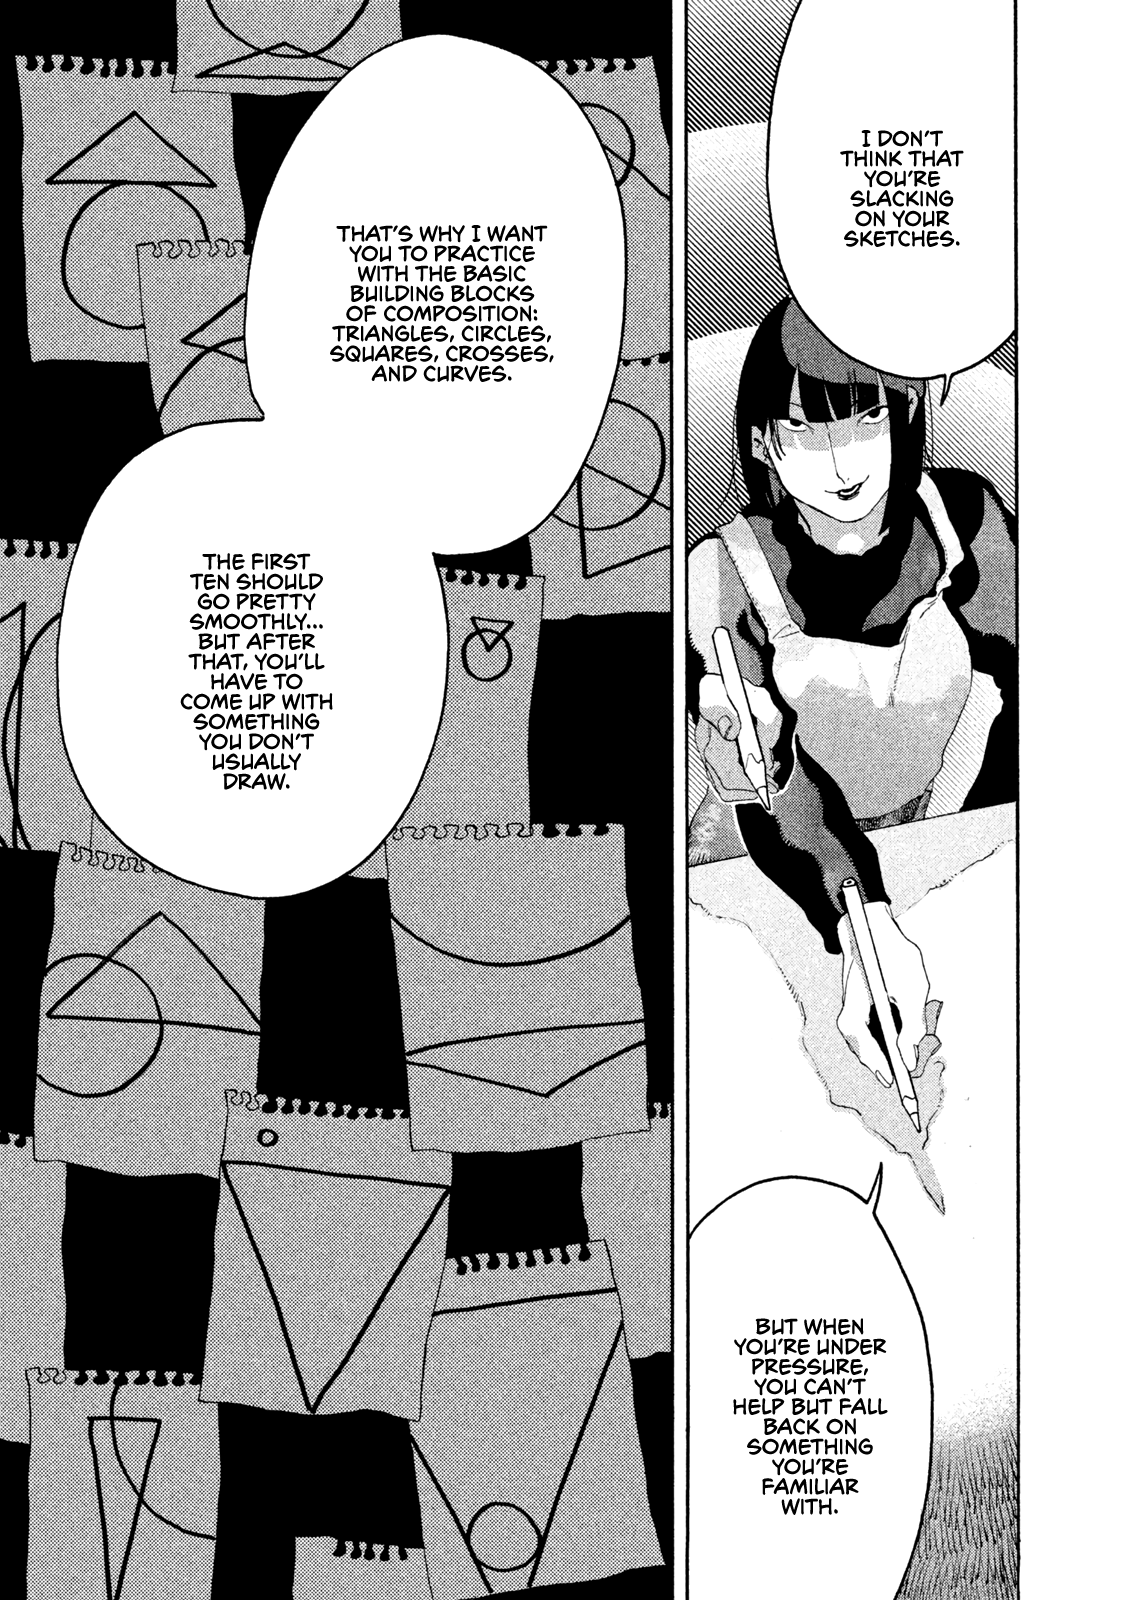 I DON'T
THINK THAT
YOU'RE
SLACKING
ON YOUR
SKETCHES.
BUT WHEN
YOU'RE UNDER
PRESSURE,
YOU CAN'T
HELP BUT FALL
BACK ON
SOMETHING
YOU'RE
FAMILIAR
WITH.
THAT'S WHY I WANT
YOU TO PRACTICE
WITH THE BASIC
BUILDING BLOCKS
OF COMPOSITION:
TRIANGLES, CIRCLES,
SQUARES, CROSSES,
AND CURVES.
THE FIRST
TEN SHOULD
GO PRETTY
SMOOTHLY...
BUT AFTER
THAT, YOU'LL
HAVE TO
COME UP WITH
SOMETHING
YOU DON'T
USUALLY
DRAW.